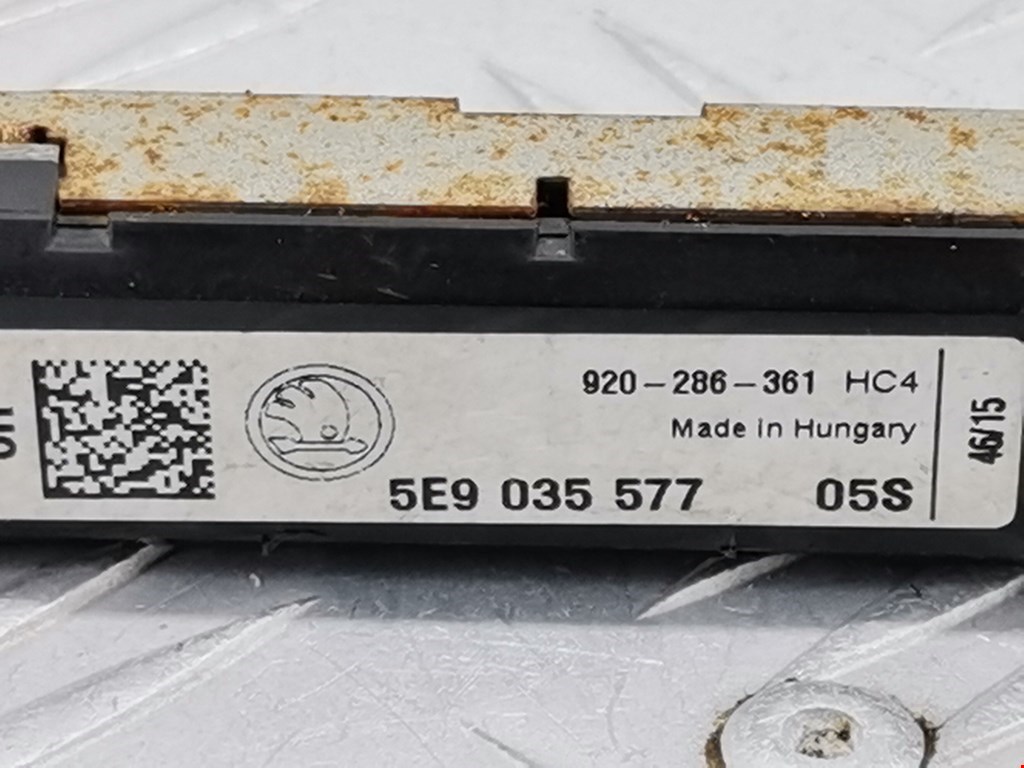 920-286-361 HC4
Made in Hungary
5E9 035 577 05S
46/15